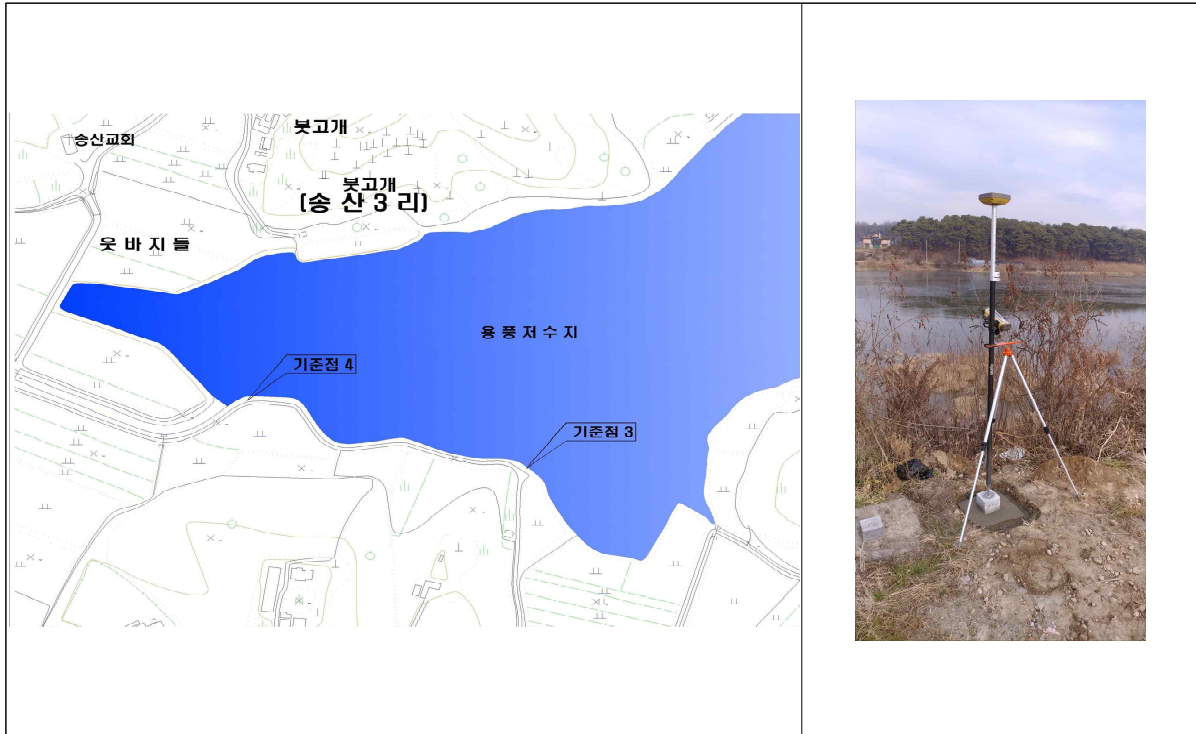 붓고개
송산교회
붓고개
(송 산 3 리)
웃 바 지 들
용 풍 저 수 지
기준점 4
기준점 3